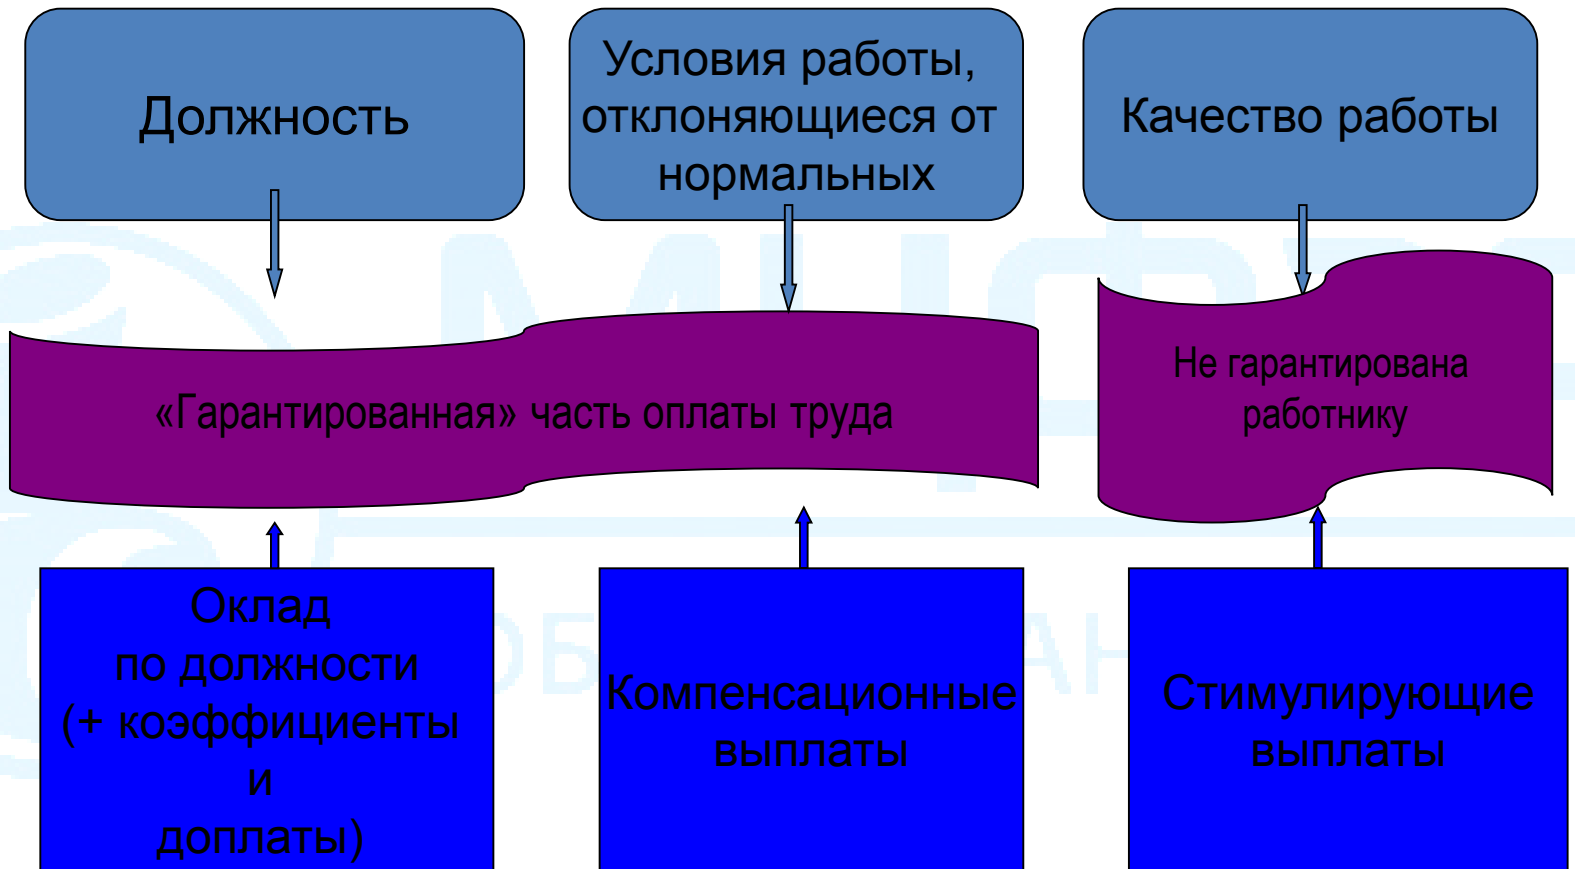 Должность
Условия работы,
отклоняющиеся от
нормальных
Качество работы
«Гарантированная» часть оплаты труда
Не гарантирована
работнику
Оклад
по должности
(+ коэффициенты
и
доплаты)
Компенсационные
выплаты
Стимулирующие
выплаты